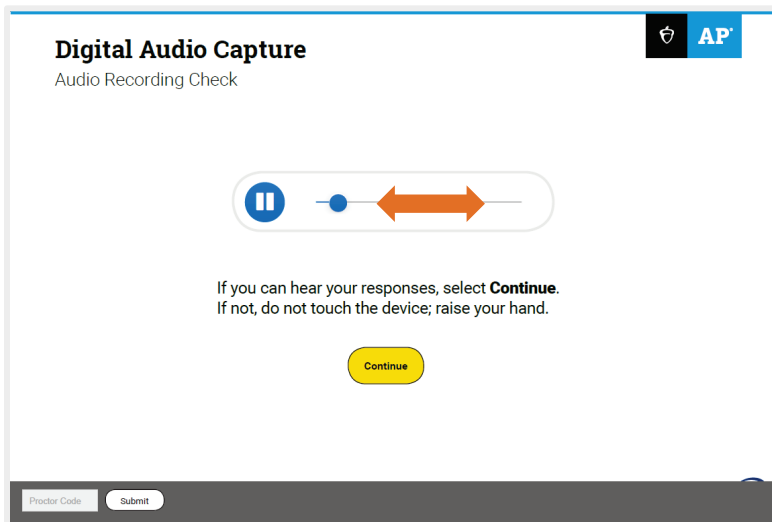 Digital Audio Capture
AP
Audio Recording Check
If you can hear your responses, select Continue.
If not, do not touch the device; raise your hand.
Continue
Proctor Code
Submit